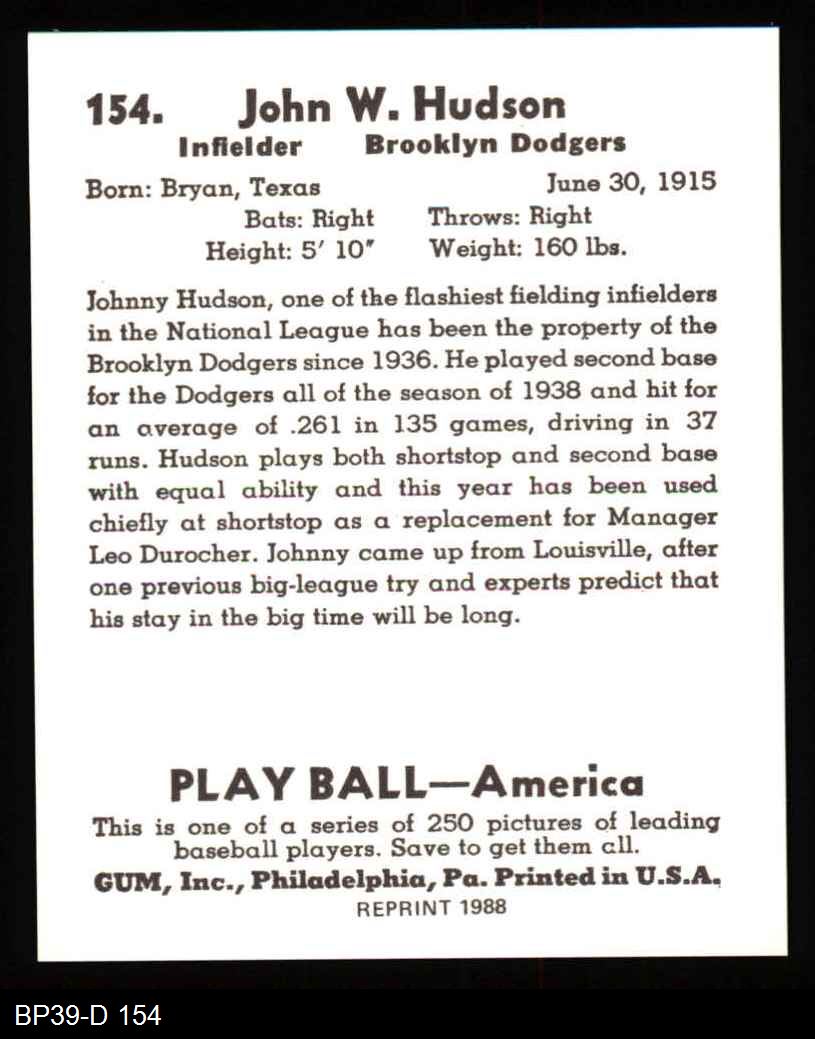 154. John W. Hudson
Infielder Brooklyn Dodgers
Born: Bryan, Texas June 30, 1915
Bats: Right Throws: Right
Height: 5' 10" Weight: 160 lbs.
Johnny Hudson, one of the flashiest fielding infielders
in the National League has been the property of the
Brooklyn Dodgers since 1936. He played second base
for the Dodgers all of the season of 1938 and hit for
an average of .261 in 135 games, driving in 37
runs. Hudson plays both shortstop and second base
with equal ability and this year has been used
chiefly at shortstop as a replacement for Manager
Leo Durocher. Johnny came up from Louisville, after
one previous big-league try and experts predict that
his stay in the big time will be long.
PLAY BALL—America
This is one of a series of 250 pictures of leading
baseball players. Save to get them all.
GUM, Inc., Philadelphia, Pa. Printed in U.S.A.
REPRINT 1988
BP39-D 154